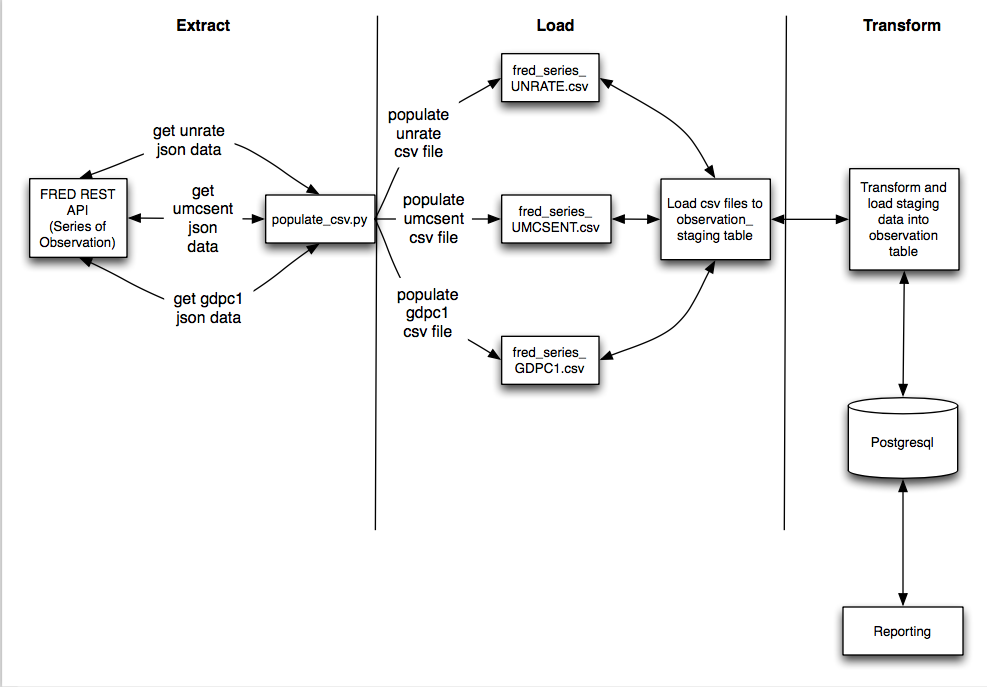 Extract
Load
Transform
get unrate
json data
FRED REST
API
(Series of
Observation)
get
umcsent
json
data
get gdpc1
json data
populate_csv.py
populate
unrate
csv file
populate
umcsent
csv file
populate
gdpc1
csv file
fred_series_
UNRATE.csv
fred_series_
UMCSENT.csv
fred_series_
GDPC1.csv
Load csv files to
observation_
staging table
Transform and
load staging
data into
observation
table
Postgresql
Reporting